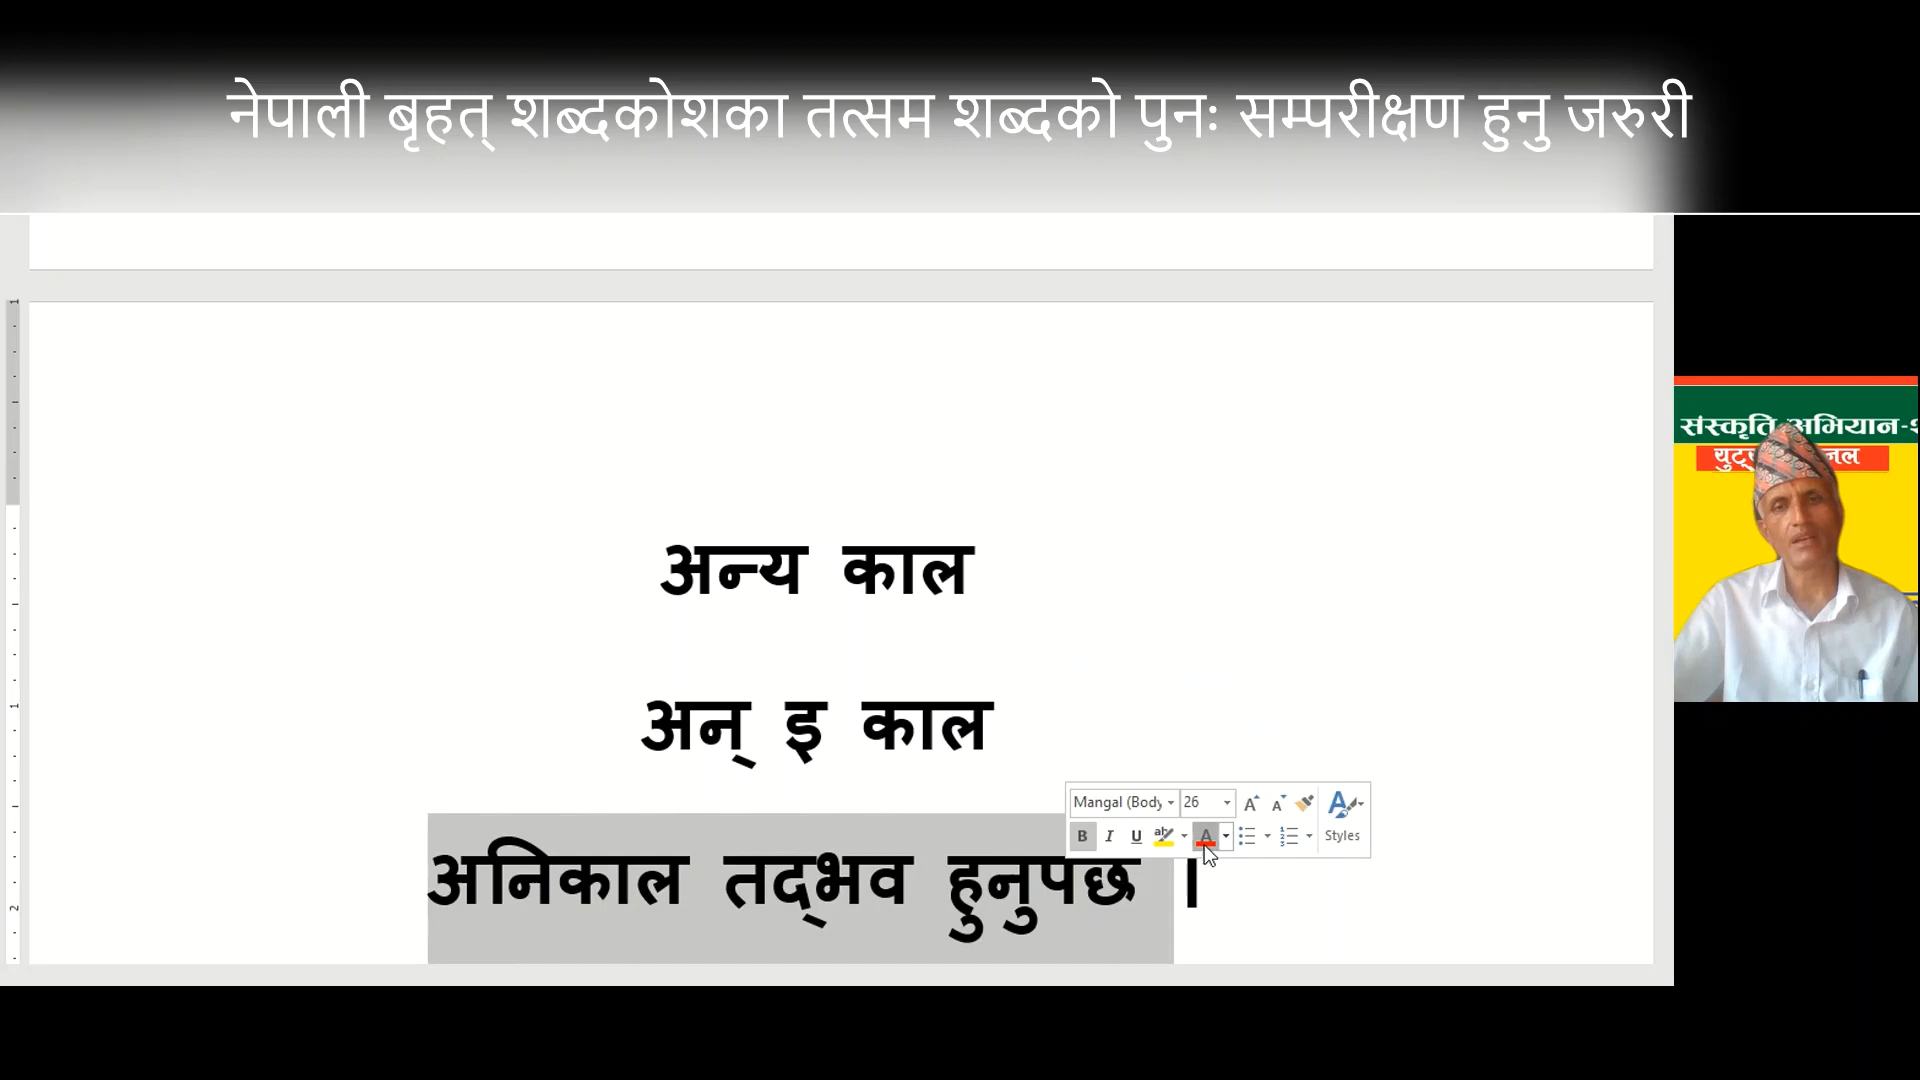 नेपाली बृहत् शब्दकोशका तत्सम शब्दको पुनः सम्परीक्षण हुनु जरुरी
संस्कृति अभियान-
अन्य काल
अन् इ काल
Mangal (Body
26
Styles
अनिकाल तद्भव हुनुपर्छ ।